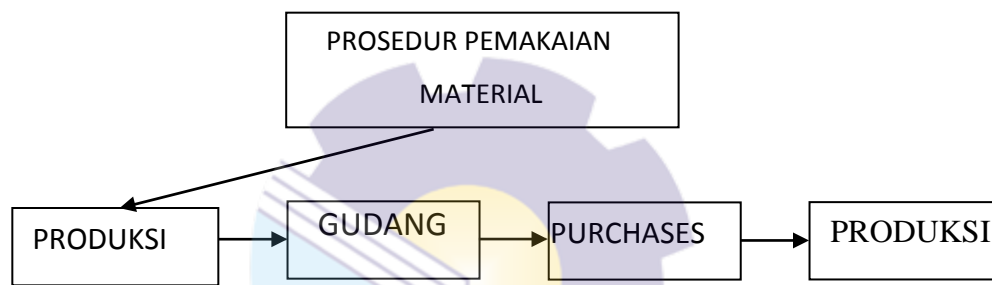 PROSEDUR PEMAKAIAN
MATERIAL
PRODUKSI
GUDANG
PURCHASES
PRODUKSI